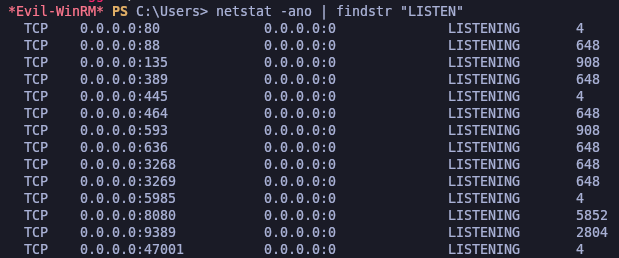 *Evil-WinRM* PS C:\Users> netstat -ano | findstr "LISTEN"
TCP 0.0.0.0:80 0.0.0.0:0 LISTENING 4
TCP 0.0.0.0:88 0.0.0.0:0 LISTENING 648
TCP 0.0.0.0:135 0.0.0.0:0 LISTENING 908
TCP 0.0.0.0:389 0.0.0.0:0 LISTENING 648
TCP 0.0.0.0:445 0.0.0.0:0 LISTENING 4
TCP 0.0.0.0:464 0.0.0.0:0 LISTENING 648
TCP 0.0.0.0:593 0.0.0.0:0 LISTENING 908
TCP 0.0.0.0:636 0.0.0.0:0 LISTENING 648
TCP 0.0.0.0:3268 0.0.0.0:0 LISTENING 648
TCP 0.0.0.0:3269 0.0.0.0:0 LISTENING 648
TCP 0.0.0.0:5985 0.0.0.0:0 LISTENING 4
TCP 0.0.0.0:8080 0.0.0.0:0 LISTENING 5852
TCP 0.0.0.0:9389 0.0.0.0:0 LISTENING 2804
TCP 0.0.0.0:47001 0.0.0.0:0 LISTENING 4